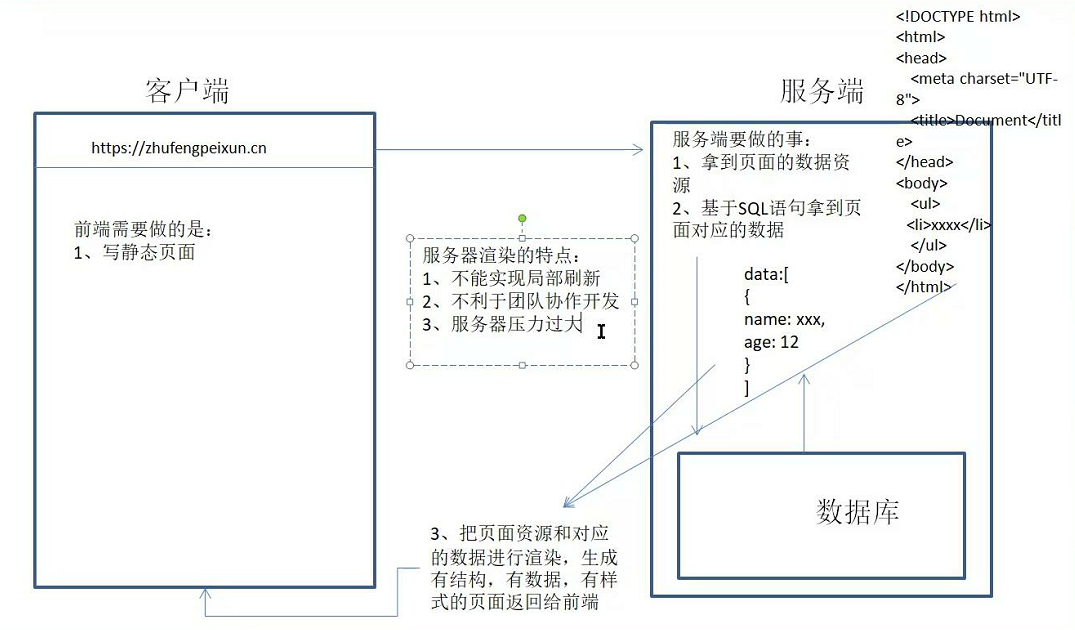 客户端
https://zhufengpeixun.cn
前端需要做的是：
1、写静态页面
服务器渲染的特点：
1、不能实现局部刷新
2、不利于团队协作开发
3、服务器压力过大
服务端
服务端要做的事：
1、拿到页面的数据资
源
2、基于SQL语句拿到页
面对应的数据
data:[
{
name: xxx,
age: 12
}
]
<!DOCTYPE html>
<html>
<head>
<meta charset="UTF-
8">
<title>Document</titl
e>
</head>
<body>
<ul>
<li>xxxx</li>
</ul>
</body>
</html>
数据库
3、把页面资源和对应
的数据进行渲染，生成
有结构，有数据，有样
式的页面返回给前端